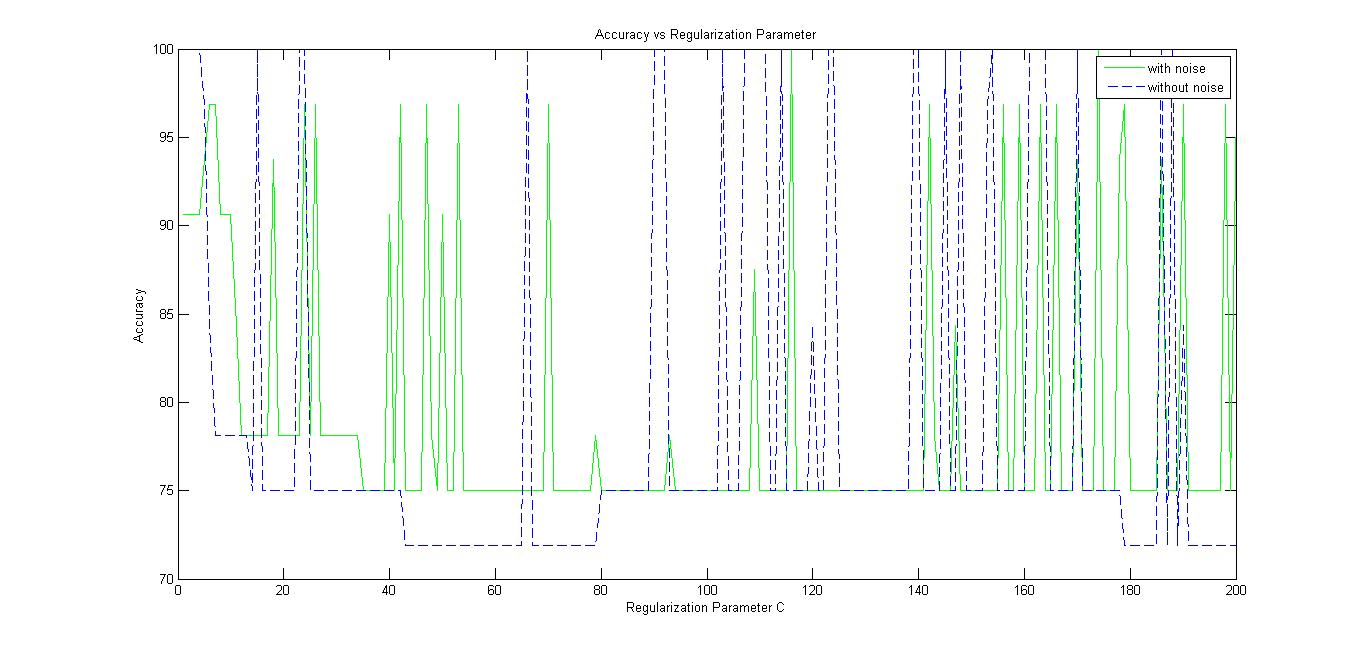 Accuracy vs Regularization Parameter
100
95
90
85
80
75
70
Accuracy
with noise
without noise
0 20 40 60 80 100 120 140 160 180 200
Regularization Parameter C